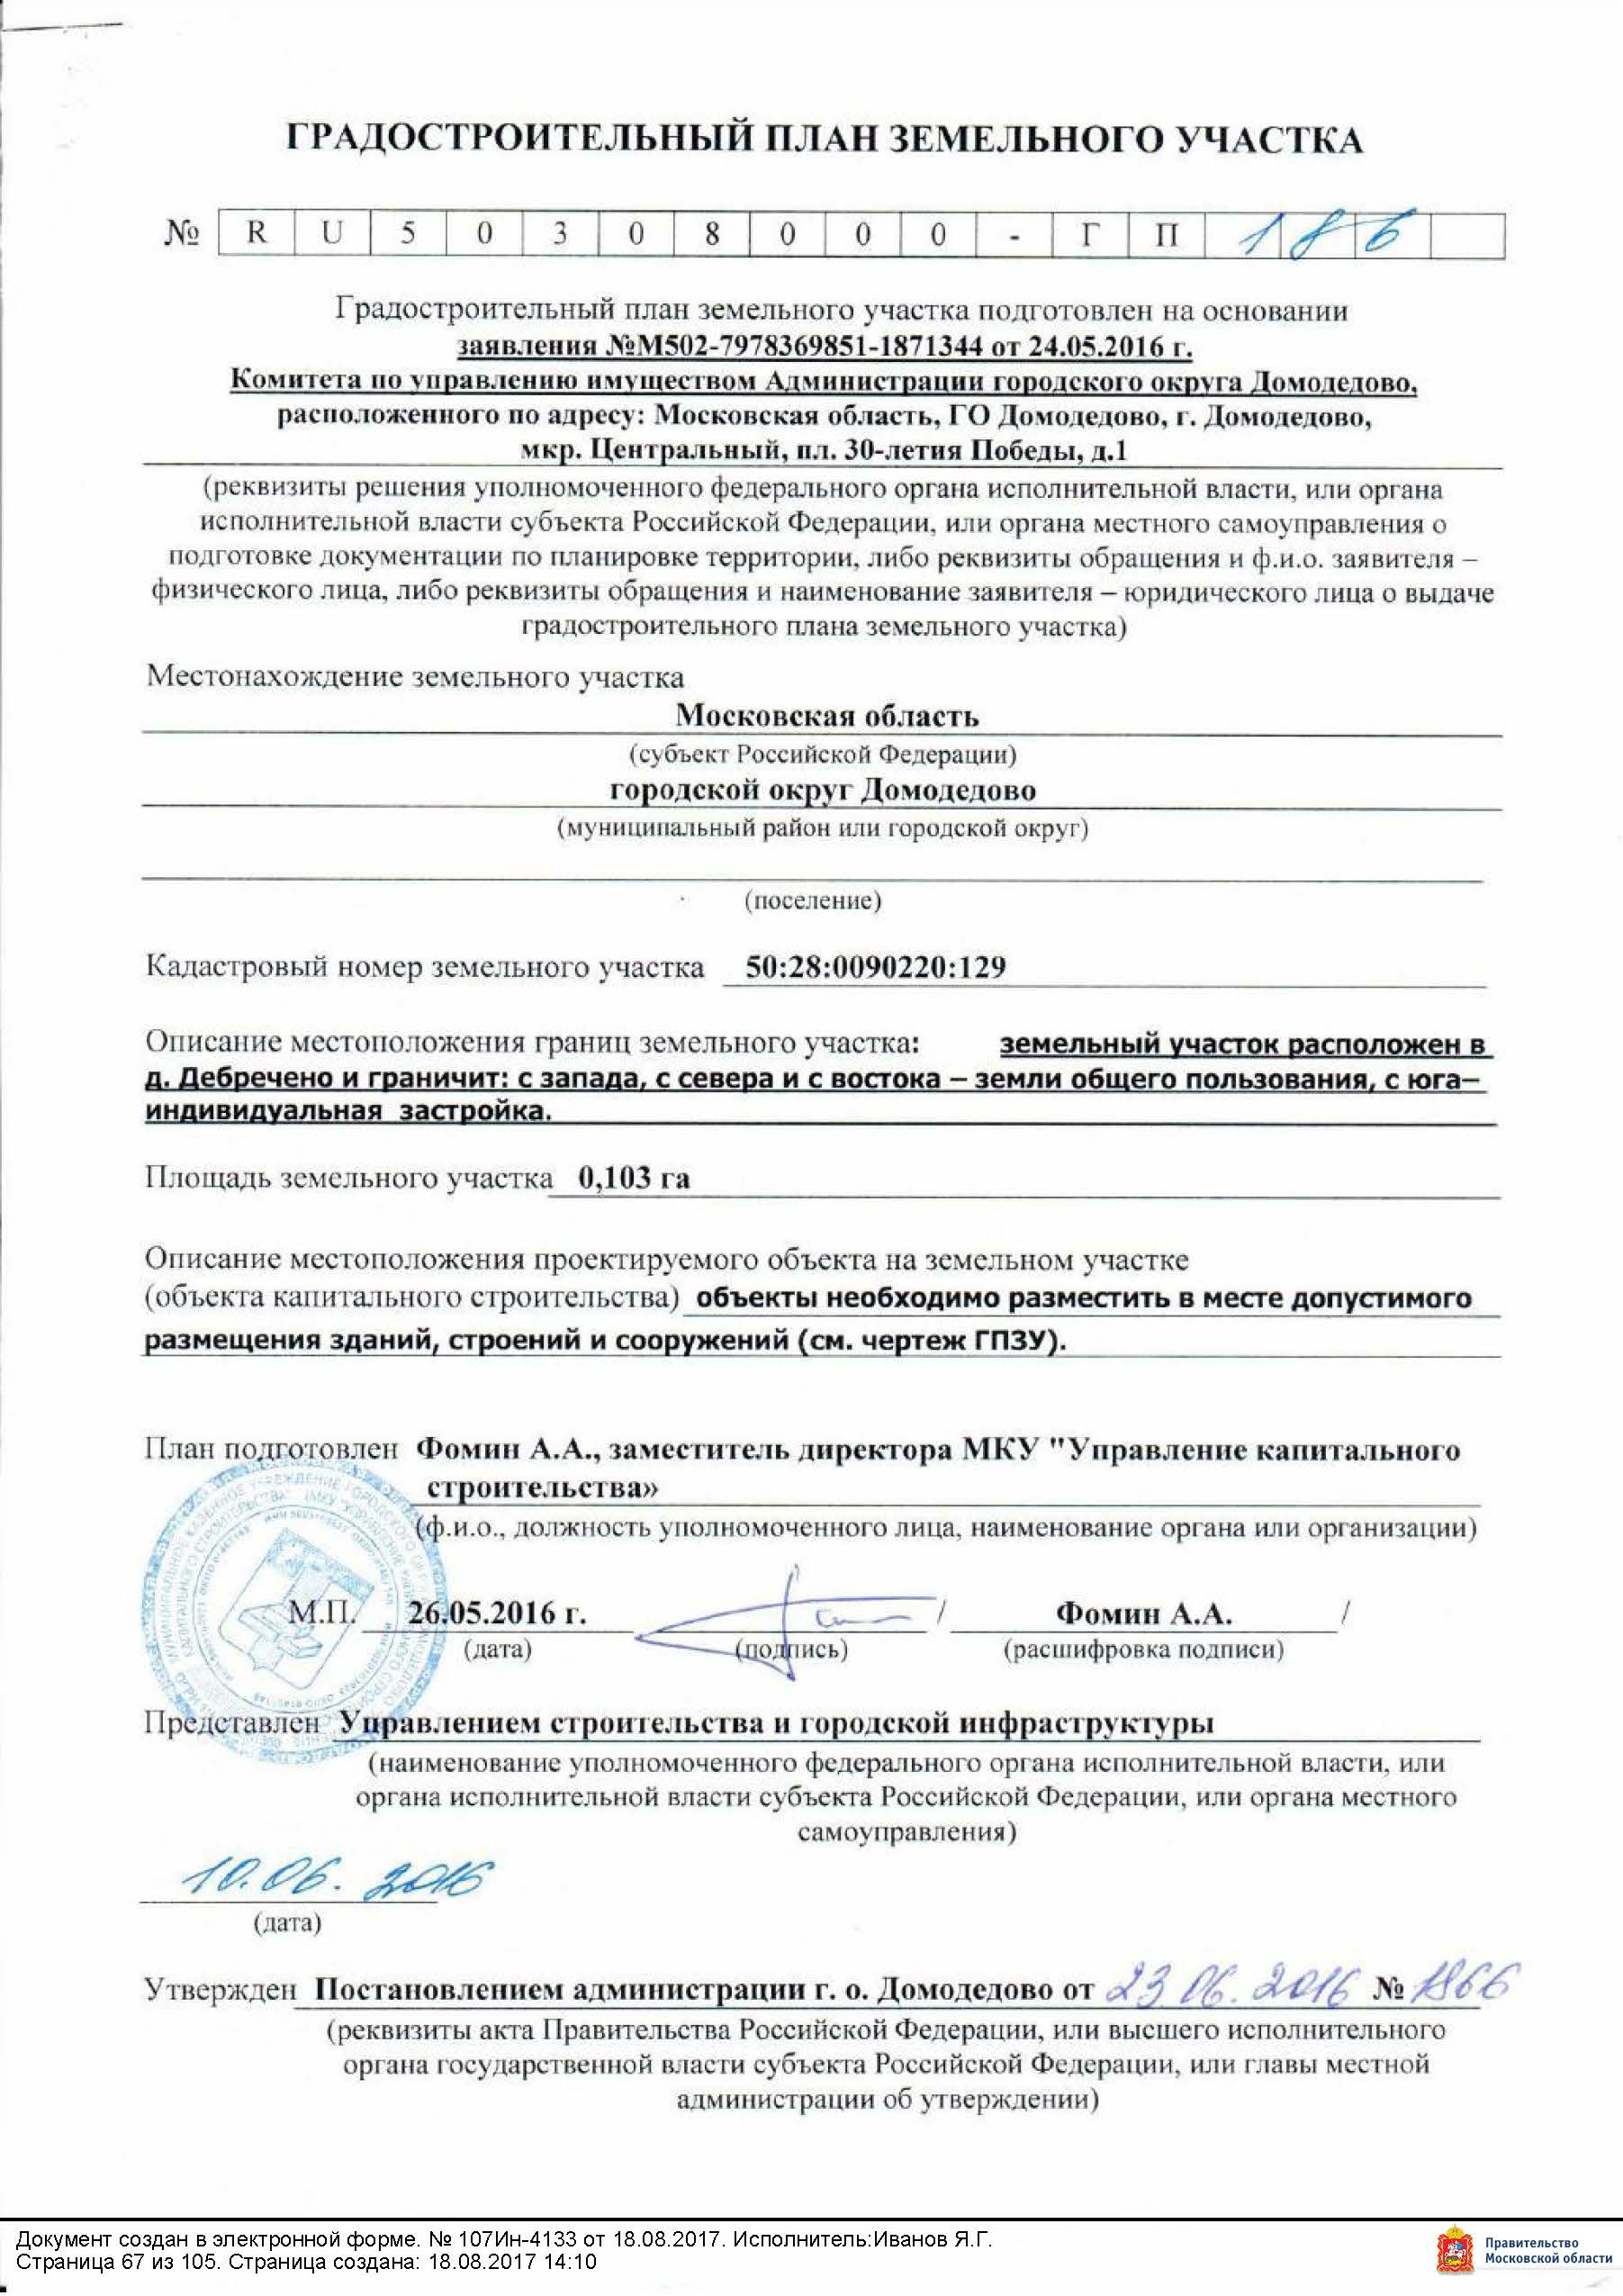 ГРАДОСТРОИТЕЛЬНЫЙ ПЛАН ЗЕМЕЛЬНОГО УЧАСТКА
№ R U 5 0 3 0 8 0 0 0 - Г П 1 8 6
Градостроительный план земельного участка подготовлен на основании
заявления №М502-7978369851-1871344 от 24.05.2016 г.
Комитета по управлению имуществом Администрации городского округа Домодедово,
расположенного по адресу: Московская область, ГО Домодедово, г. Домодедово,
мкр. Центральный, пл. 30-летия Победы, д.1
(реквизиты решения уполномоченного федерального органа исполнительной власти, или органа
исполнительной власти субъекта Российской Федерации, или органа местного самоуправления о
подготовке документации по планировке территории, либо реквизиты обращения и ф.и.о. заявителя –
физического лица, либо реквизиты обращения и наименование заявителя – юридического лица о выдаче
градостроительного плана земельного участка)
Местонахождение земельного участка
Московская область
(субъект Российской Федерации)
городской округ Домодедово
(муниципальный район или городской округ)
(поселение)
Кадастровый номер земельного участка 50:28:0090220:129
Описание местоположения границ земельного участка: земельный участок расположен в
д. Дебречено и граничит: с запада, с севера и с востока – земли общего пользования, с юга–
индивидуальная застройка.
Площадь земельного участка 0,103 га
Описание местоположения проектируемого объекта на земельном участке
(объекта капитального строительства) объекты необходимо разместить в месте допустимого
размещения зданий, строений и сооружений (см. чертеж ГПЗУ).
План подготовлен Фомин А.А., заместитель директора МКУ "Управление капитального
строительства»
(ф.и.о., должность уполномоченного лица, наименование органа или организации)
М.П. 26.05.2016 г. / Фомин А.А. /
(дата) (подпись) (расшифровка подписи)
Представлен Управлением строительства и городской инфраструктуры
(наименование уполномоченного федерального органа исполнительной власти, или
органа исполнительной власти субъекта Российской Федерации, или органа местного
самоуправления)
10.06. 2016
(дата)
Утвержден Постановлением администрации г. о. Домодедово от 23.06.2016 № 1866
(реквизиты акта Правительства Российской Федерации, или высшего исполнительного
органа государственной власти субъекта Российской Федерации, или главы местной
администрации об утверждении)
Документ создан в электронной форме. № 107Ин-4133 от 18.08.2017. Исполнитель:Иванов Я.Г.
Страница 67 из 105. Страница создана: 18.08.2017 14:10
Правительство
Московской области